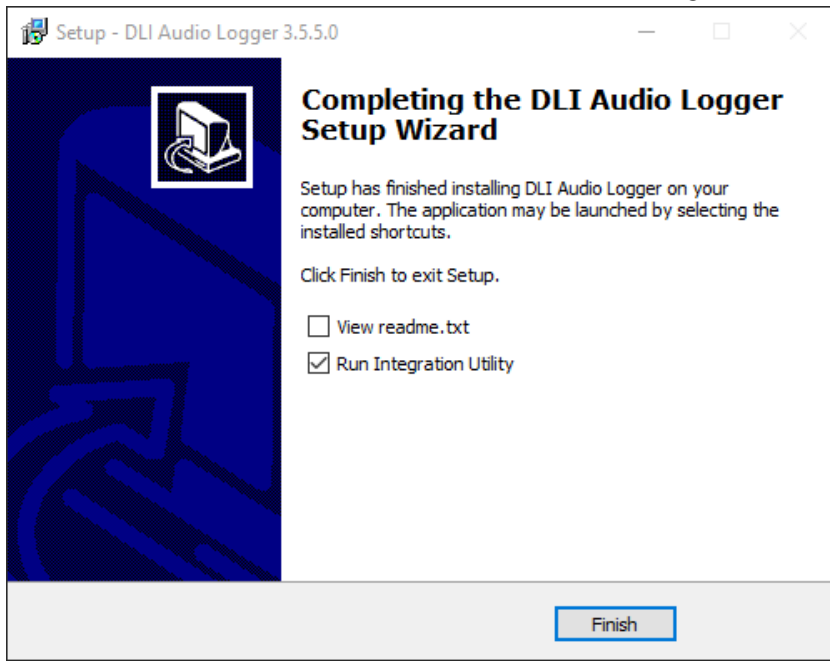 Setup - DLI Audio Logger 3.5.5.0
Completing the DLI Audio Logger
Setup Wizard
Setup has finished installing DLI Audio Logger on your
computer. The application may be launched by selecting the
installed shortcuts.
Click Finish to exit Setup.
View readme.txt
Run Integration Utility
Finish